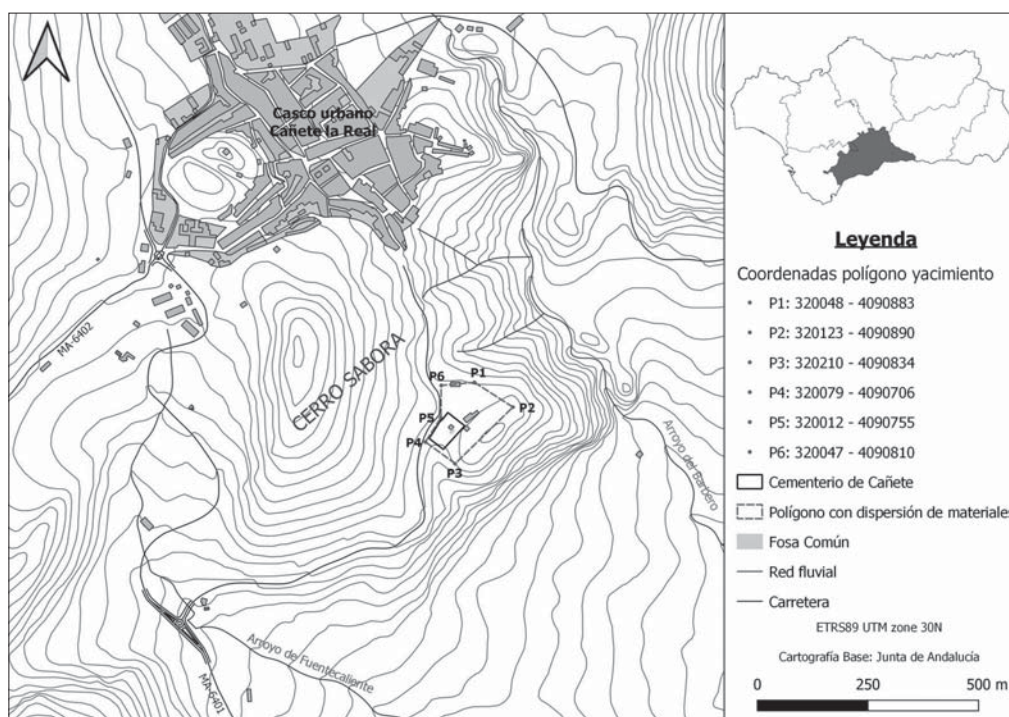 Casco urbano
Cañete la Real
MA-6402
CERRO SABORA
P6
P1
P2
P5
P4
P3
Arroyo del Barbero
Arroyo de Fuentecaliente
MA-6401
Leyenda
Coordenadas polígono yacimiento
P1: 320048 - 4090883
P2: 320123 - 4090890
P3: 320210 - 4090834
P4: 320079 - 4090706
P5: 320012 - 4090755
P6: 320047 - 4090810
Cementerio de Cañete
Polígono con dispersión de materiales
Fosa Común
Red fluvial
Carretera
ETRS89 UTM zone 30N
Cartografía Base: Junta de Andalucía
0 250 500 m